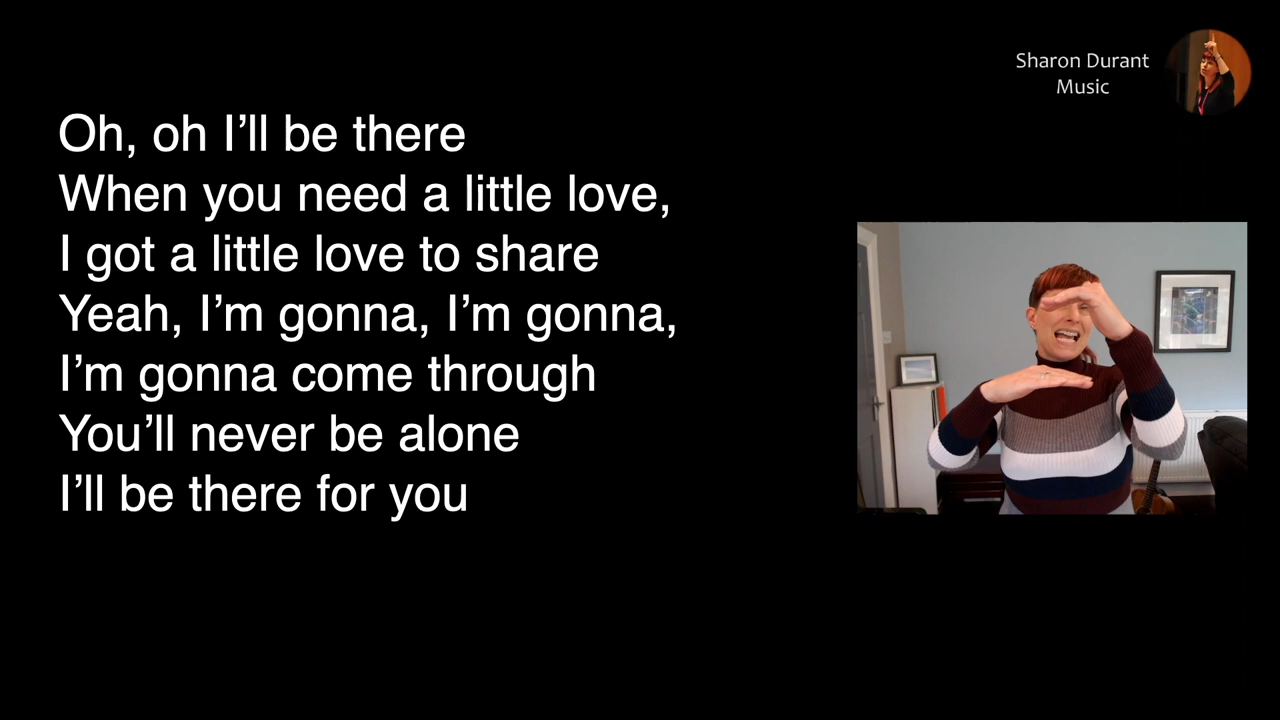 Sharon Durant
Music
Oh, oh I’ll be there
When you need a little love,
I got a little love to share
Yeah, I’m gonna, I’m gonna,
I’m gonna come through
You’ll never be alone
I’ll be there for you